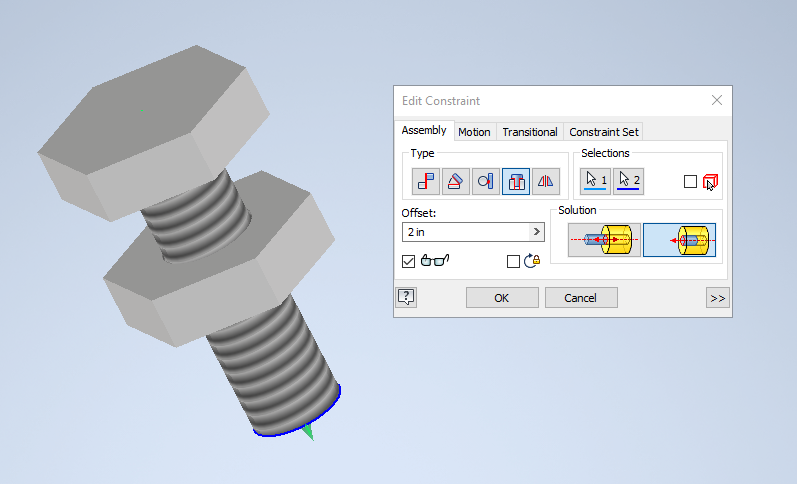 Edit Constraint
Assembly Motion Transitional Constraint Set
Type Selections
1 2
Offset: Solution
2 in >
? OK Cancel >>